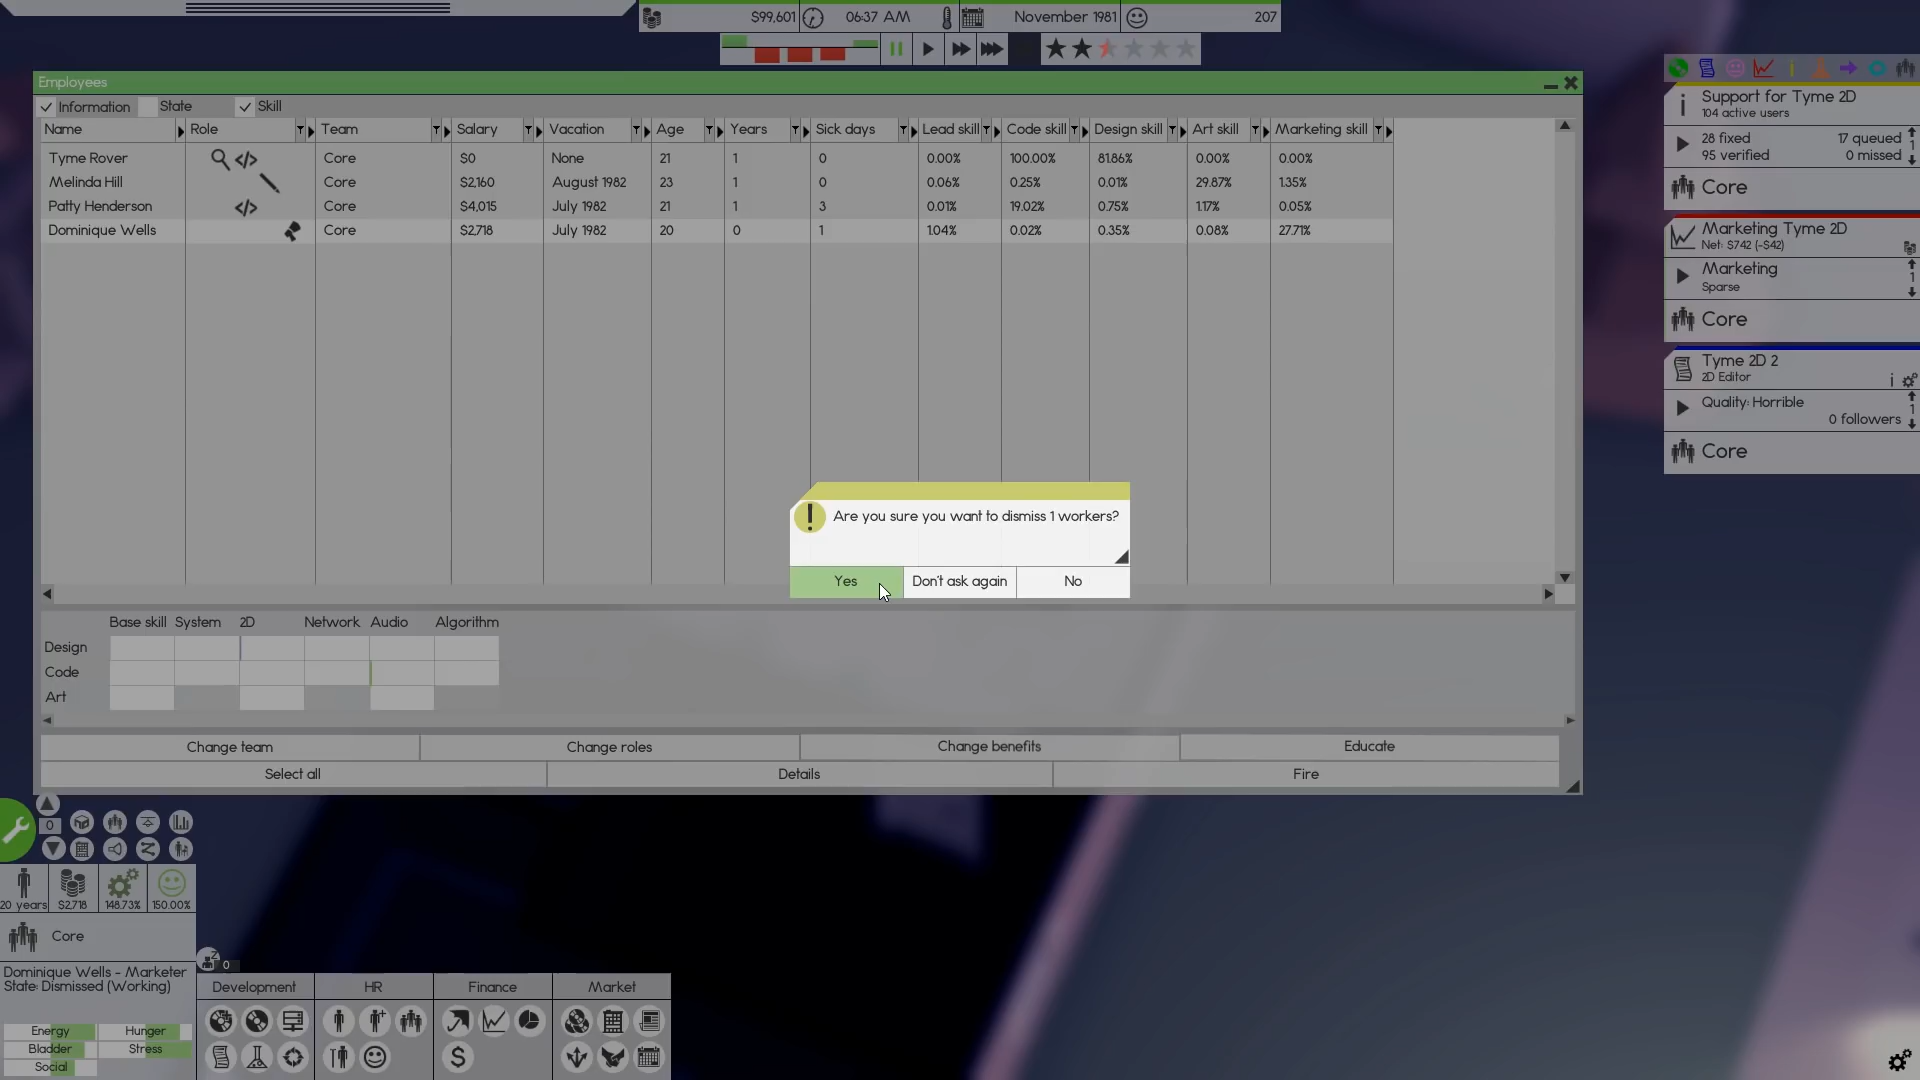 $99,601 06:37 AM November 1981 207
Employees
Information State Skill
Name Role Team Salary Vacation Age Years Sick days Lead skill Code skill Design skill Art skill Marketing skill
Tyme Rover Core $0 None 21 1 0 0.00% 100.00% 81.86% 0.00% 0.00%
Melinda Hill Core $2,160 August 1982 23 1 0 0.06% 0.25% 0.01% 29.87% 1.35%
Patty Henderson Core $4,015 July 1982 21 1 3 0.01% 19.02% 0.75% 1.17% 0.05%
Dominique Wells Core $2,718 July 1982 20 0 1 1.04% 0.02% 0.35% 0.08% 27.71%
Are you sure you want to dismiss 1 workers?
Yes Don't ask again No
Base skill System 2D Network Audio Algorithm
Design
Code
Art
Change team Change roles Change benefits Educate
Select all Details Fire
Support for Tyme 2D
104 active users
28 fixed 17 queued
95 verified 0 missed
1
Core
Marketing Tyme 2D
Net: $742 (-$42)
Marketing
Sparse
1
Core
Tyme 2D 2
2D Editor
Quality: Horrible
0 followers
1
Core
0
20 years $2,718 148.73% 150.00%
Core
Dominique Wells - Marketer
State: Dismissed (Working)
Energy Hunger
Bladder Stress
Social
0
Development HR Finance Market